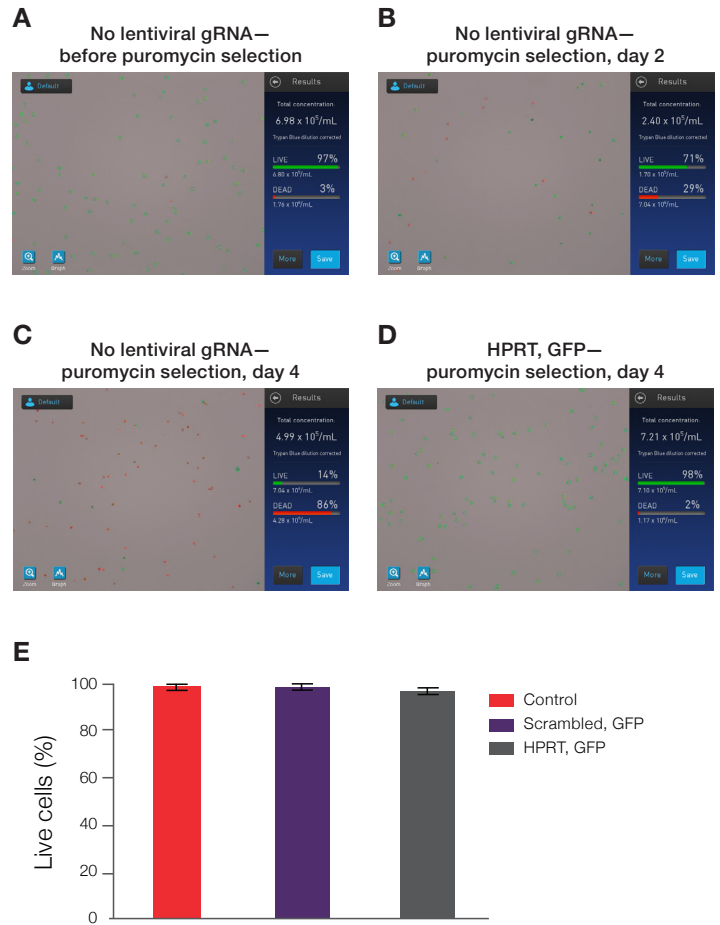 A
No lentiviral gRNA—
before puromycin selection
Default
Results
Total concentration:
6.98 x 10⁵/mL
Trypan Blue dilution corrected
LIVE 97%
6.80 x 10⁵/mL
DEAD 3%
1.76 x 10⁴/mL
Zoom Graph
More Save
B
No lentiviral gRNA—
puromycin selection, day 2
Default
Results
Total concentration:
2.40 x 10⁵/mL
Trypan Blue dilution corrected
LIVE 71%
1.70 x 10⁵/mL
DEAD 29%
7.04 x 10⁴/mL
Zoom Graph
More Save
C
No lentiviral gRNA—
puromycin selection, day 4
Default
Results
Total concentration:
4.99 x 10⁵/mL
Trypan Blue dilution corrected
LIVE 14%
7.04 x 10⁴/mL
DEAD 86%
4.28 x 10⁵/mL
Zoom Graph
More Save
D
HPRT, GFP—
puromycin selection, day 4
Default
Results
Total concentration:
7.21 x 10⁵/mL
Trypan Blue dilution corrected
LIVE 98%
7.10 x 10⁵/mL
DEAD 2%
1.17 x 10⁴/mL
Zoom Graph
More Save
E
Live cells (%)
100
80
60
40
20
0
Control
Scrambled, GFP
HPRT, GFP